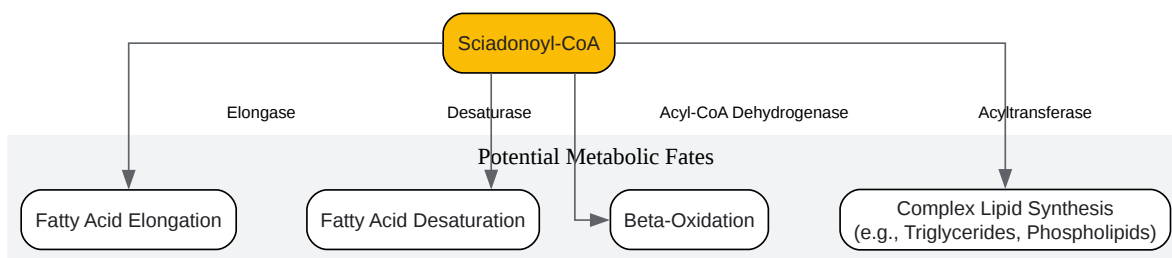 Sciadonoyl-CoA
Elongase
Desaturase
Acyl-CoA Dehydrogenase
Acyltransferase
Potential Metabolic Fates
Fatty Acid Elongation
Fatty Acid Desaturation
Beta-Oxidation
Complex Lipid Synthesis
(e.g., Triglycerides, Phospholipids)